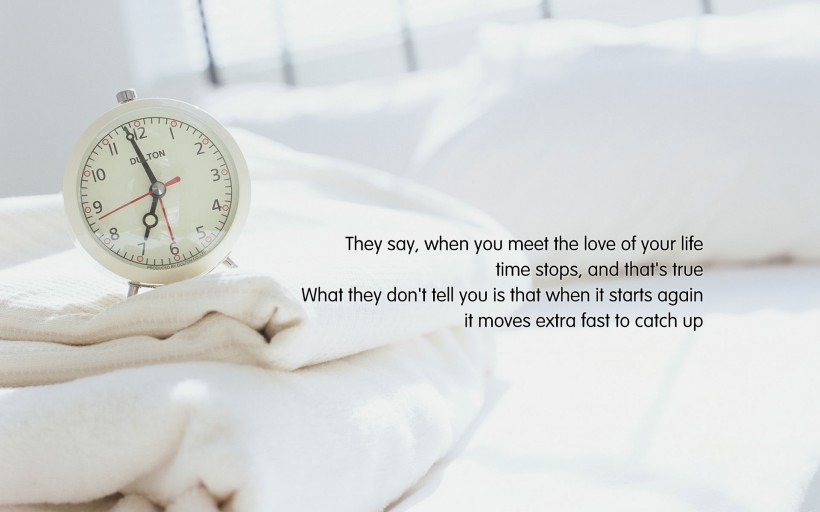 12
1
2
3
4
5
6
7
8
9
10
11
DULTON
They say, when you meet the love of your life
time stops, and that's true
What they don't tell you is that when it starts again
it moves extra fast to catch up